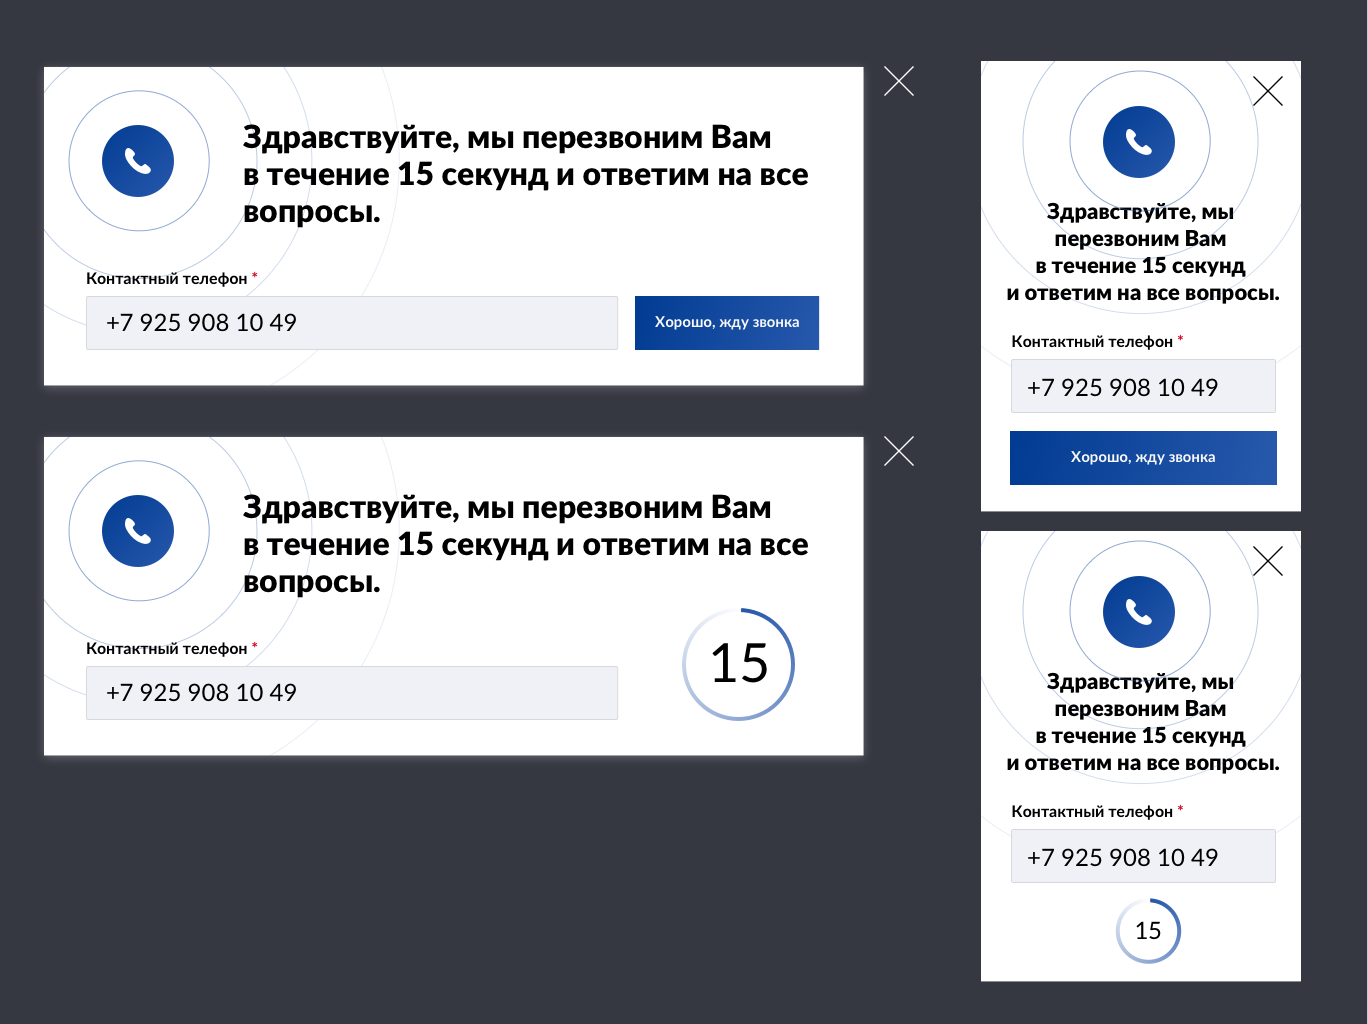 Здравствуйте, мы перезвоним Вам
в течение 15 секунд и ответим на все
вопросы.
Контактный телефон *
+7 925 908 10 49
Хорошо, жду звонка
Здравствуйте, мы перезвоним Вам
в течение 15 секунд и ответим на все
вопросы.
Контактный телефон *
+7 925 908 10 49
15
Здравствуйте, мы
перезвоним Вам
в течение 15 секунд
и ответим на все вопросы.
Контактный телефон *
+7 925 908 10 49
Хорошо, жду звонка
Здравствуйте, мы
перезвоним Вам
в течение 15 секунд
и ответим на все вопросы.
Контактный телефон *
+7 925 908 10 49
15